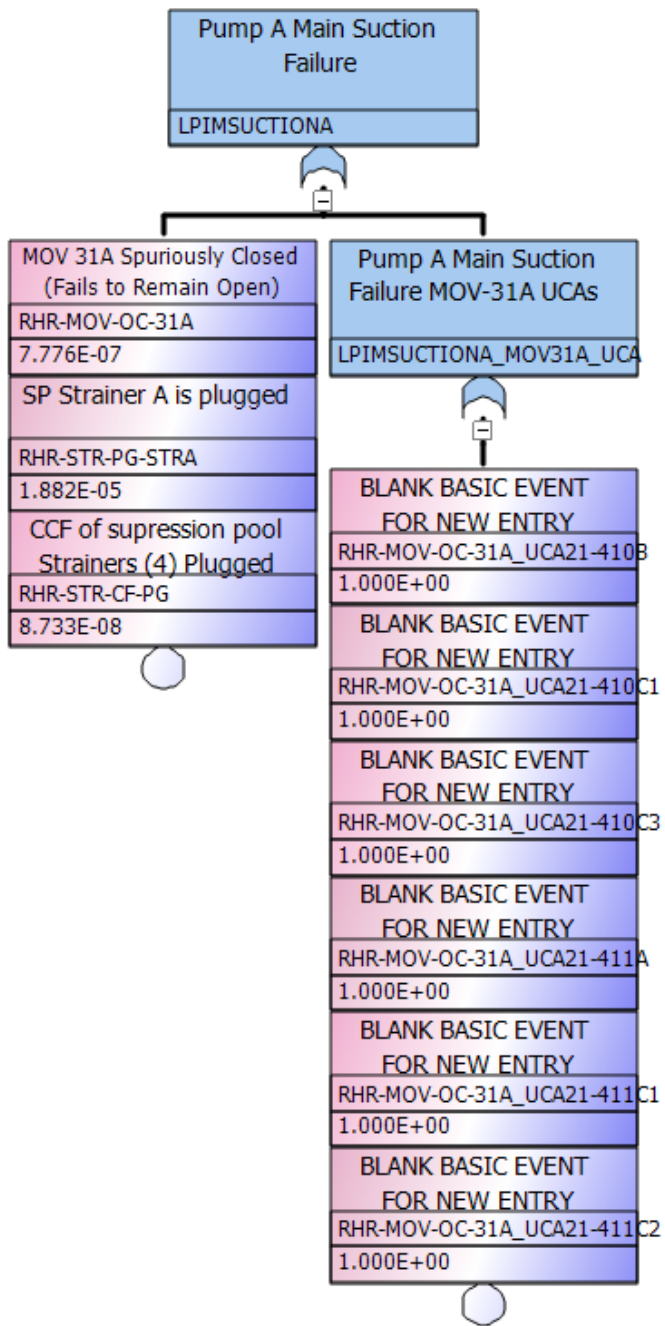 Pump A Main Suction
Failure
LPIMSUCTIONA
MOV 31A Spuriously Closed
(Fails to Remain Open)
RHR-MOV-OC-31A
7.776E-07
SP Strainer A is plugged
RHR-STR-PG-STRA
1.882E-05
CCF of supression pool
Strainers (4) Plugged
RHR-STR-CF-PG
8.733E-08
Pump A Main Suction
Failure MOV-31A UCAs
LPIMSUCTIONA_MOV31A_UCA
BLANK BASIC EVENT
FOR NEW ENTRY
RHR-MOV-OC-31A_UCA21-410B
1.000E+00
BLANK BASIC EVENT
FOR NEW ENTRY
RHR-MOV-OC-31A_UCA21-410C1
1.000E+00
BLANK BASIC EVENT
FOR NEW ENTRY
RHR-MOV-OC-31A_UCA21-410C3
1.000E+00
BLANK BASIC EVENT
FOR NEW ENTRY
RHR-MOV-OC-31A_UCA21-411A
1.000E+00
BLANK BASIC EVENT
FOR NEW ENTRY
RHR-MOV-OC-31A_UCA21-411C1
1.000E+00
BLANK BASIC EVENT
FOR NEW ENTRY
RHR-MOV-OC-31A_UCA21-411C2
1.000E+00